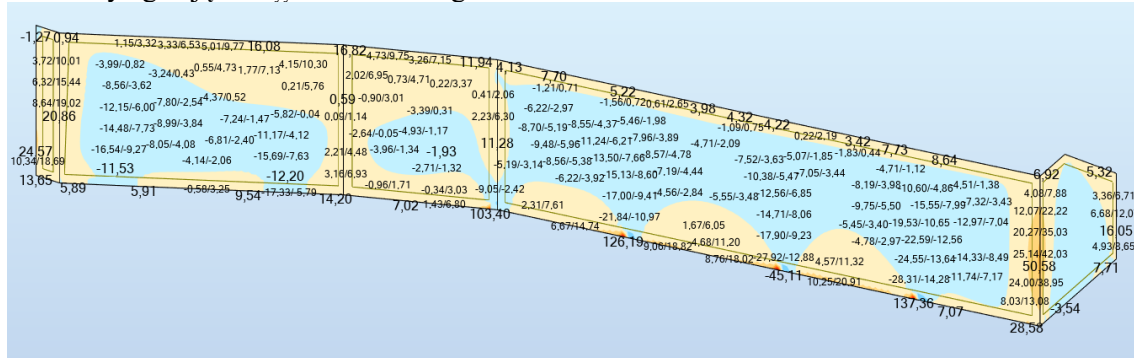 -1,27 0,94
1,15/3,32 3,33/6,53 5,01/9,77 16,08
16,82 4,73/9,75 3,26/7,15 11,94 4,13
7,70
5,22
3,72/10,01 -3,99/-0,82 -3,24/0,43 0,55/4,73 1,77/7,13 4,15/10,30
2,02/6,95 0,73/4,71 0,22/3,37 0,41/2,06 -1,21/0,71
6,32/15,44 -8,56/-3,62 0,21/5,76
0,59 -0,90/3,01
-1,56/0,72 0,61/2,65 3,98
8,64/19,02 -12,15/-6,00 -7,80/-2,54 -4,37/0,52
-3,39/0,31 2,23/6,30 -6,22/-2,97
4,32
4,22
20,86 -7,24/-1,47 -5,82/-0,04 0,09/1,14
-14,48/-7,73 -8,99/-3,84
-2,64/-0,05 -4,93/-1,17
-8,70/-5,19 -8,55/-4,37 -5,46/-1,98
-1,09/0,75 0,22/2,19 3,42
-6,81/-2,40 -11,17/-4,12
11,28 -9,48/-5,96 -11,24/-6,21 -7,96/-3,89
-4,71/-2,09
7,73
8,64
24,57 -16,54/-9,27 -8,05/-4,08
2,21/4,48 -3,96/-1,34 -1,93
-15,69/-7,63
-5,19/-3,14 -8,56/-5,38 -13,50/-7,66 -8,57/-4,78
-7,52/-3,63 -5,07/-1,85 -1,83/0,44
10,34/18,69 -11,53 -4,14/-2,06
-2,71/-1,32
-7,19/-4,44
-4,71/-1,12
6,92
5,32
13,65 5,89 5,91 -0,58/3,25 -12,20 3,16/6,93
-6,22/-3,92 -15,13/-8,60
-10,38/-5,47 -7,05/-3,44
9,54 -17,33/-5,79 14,20
-0,96/1,71 -0,34/3,03 -9,05/-2,42
-17,00/-9,41 -4,56/-2,84 -5,55/-3,48 -12,56/-6,85
-8,19/-3,98 -10,60/-4,86 -4,51/-1,38
4,08/7,88 3,36/6,71
7,02 1,43/6,80 103,40
2,31/7,61 -21,84/-10,97
-14,71/-8,06
-9,75/-5,50 -15,55/-7,99 -7,32/-3,43
12,07/22,22
6,67/14,74 126,19 1,67/6,05
-17,90/-9,23
-5,45/-3,40 -19,53/-10,65 -12,97/-7,04
20,27/35,03 16,05
9,06/18,82 4,68/11,20
-4,78/-2,97 -22,59/-12,56
25,14/42,03 4,93/8,65
8,76/18,02 -27,92/-12,88 4,57/11,32
-24,55/-13,64 -14,33/-8,49
50,58 7,71
-45,11 10,25/20,91 -28,31/-14,28 -11,74/-7,17
24,00/38,95
137,36 7,07 8,03/13,08
-3,54
28,58